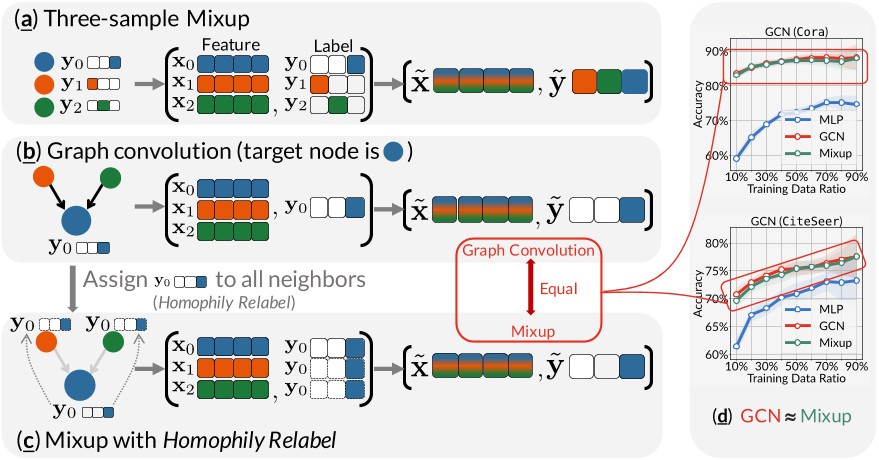 (a) Three-sample Mixup
Feature
Label
y0
y1
y2
x0
x1
x2
,
y0
y1
y2
x̃
, ỹ
(b) Graph convolution (target node is )
y0
x0
x1
x2
, y0
x̃
, ỹ
Assign y0 to all neighbors
(Homophily Relabel)
Graph Convolution
Equal
Mixup
y0
y0
y0
x0
x1
x2
,
y0
y0
y0
x̃
, ỹ
(c) Mixup with Homophily Relabel
GCN (Cora)
90%
80%
70%
60%
Accuracy
MLP
GCN
Mixup
10% 30% 50% 70% 90%
Training Data Ratio
GCN (CiteSeer)
80%
75%
70%
65%
60%
Accuracy
MLP
GCN
Mixup
10% 30% 50% 70% 90%
Training Data Ratio
(d) GCN ≈ Mixup